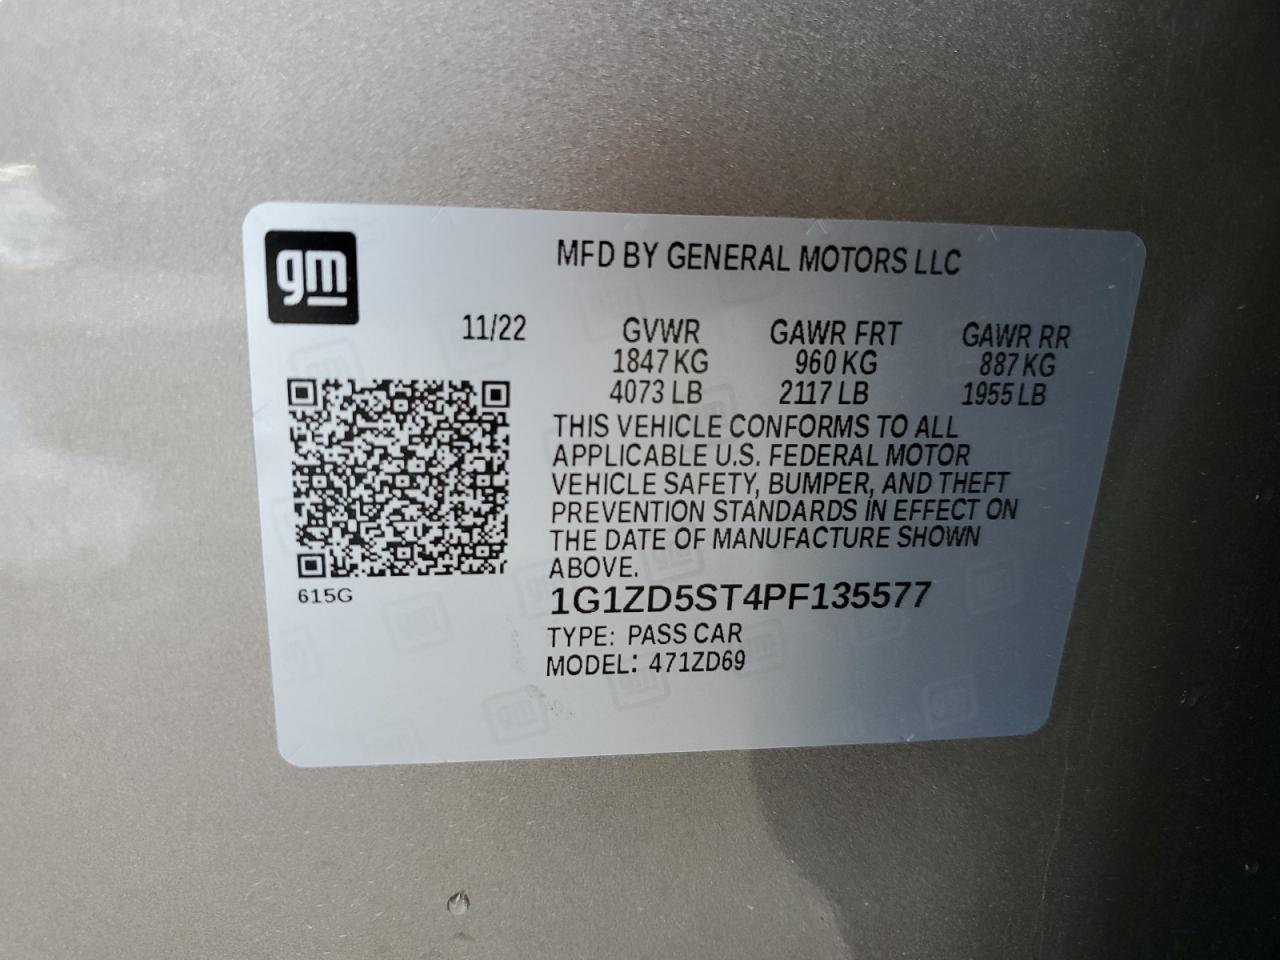 gm
MFD BY GENERAL MOTORS LLC
11/22 GVWR GAWR FRT GAWR RR
1847 KG 960 KG 887 KG
4073 LB 2117 LB 1955 LB
THIS VEHICLE CONFORMS TO ALL
APPLICABLE U.S. FEDERAL MOTOR
VEHICLE SAFETY, BUMPER, AND THEFT
PREVENTION STANDARDS IN EFFECT ON
THE DATE OF MANUFACTURE SHOWN
ABOVE.
615G
1G1ZD5ST4PF135577
TYPE: PASS CAR
MODEL: 471ZD69